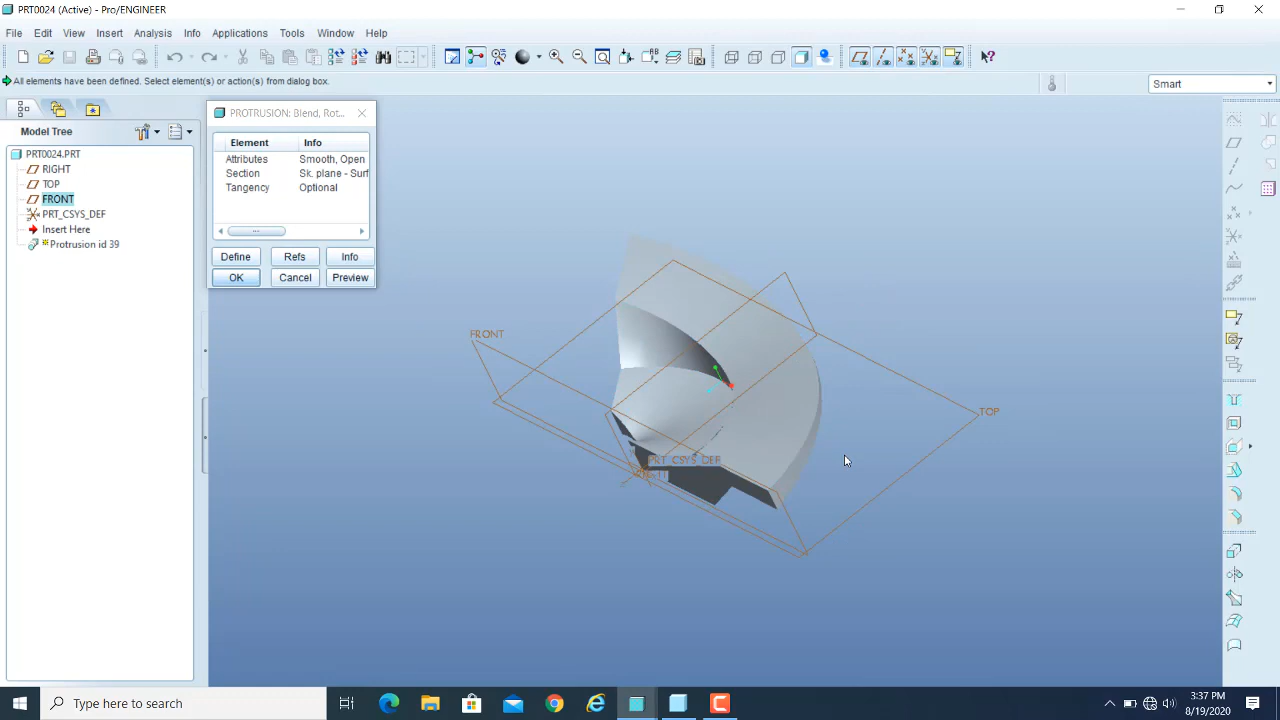 PRT0024 (Active) - Pro/ENGINEER
File Edit View Insert Analysis Info Applications Tools Window Help
All elements have been defined. Select element(s) or action(s) from dialog box.
Smart
Model Tree
PRT0024.PRT
RIGHT
TOP
FRONT
PRT_CSYS_DEF
Insert Here
Protrusion id 39
PROTRUSION: Blend, Rot...
Element Info
Attributes Smooth, Open
Section Sk. plane - Surf
Tangency Optional
Define Refs Info
OK Cancel Preview
FRONT
TOP
PRT_CSYS_DEF
Type here to search
3:37 PM
8/19/2020